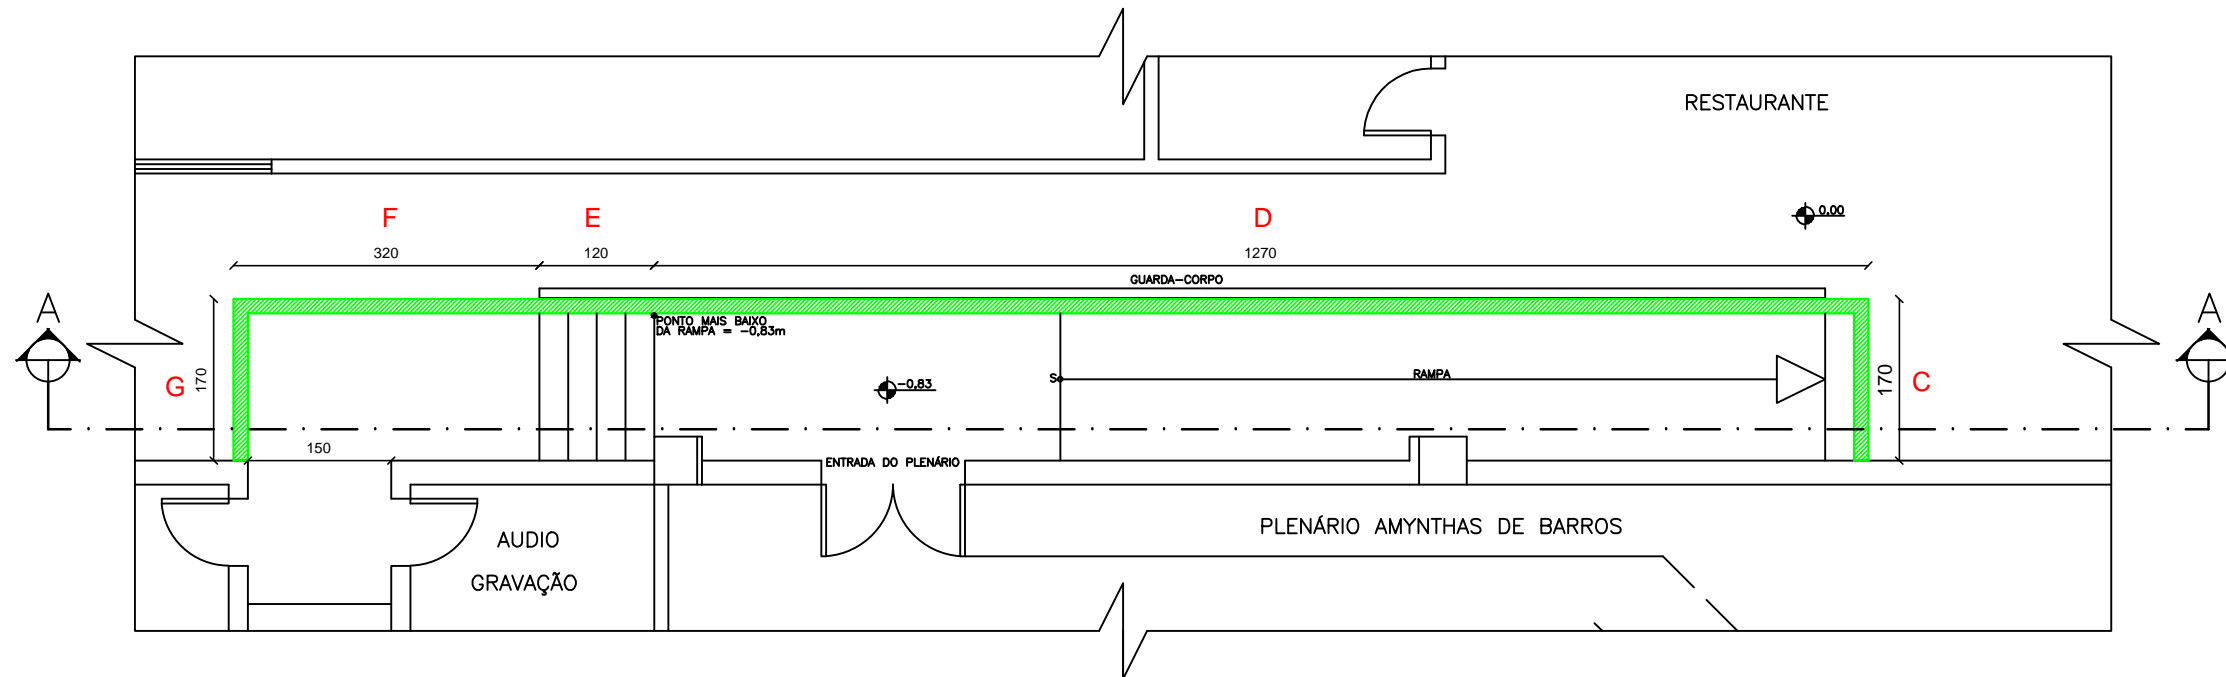 RESTAURANTE
F
E
D
0.00
320
120
1270
GUARDA-CORPO
A
A
PONTO MAIS BAIXO
DA RAMPA = -0,83m
G
170
-0,83
S
RAMPA
170
C
150
ENTRADA DO PLENÁRIO
AUDIO
GRAVAÇÃO
PLENÁRIO AMYNTHAS DE BARROS